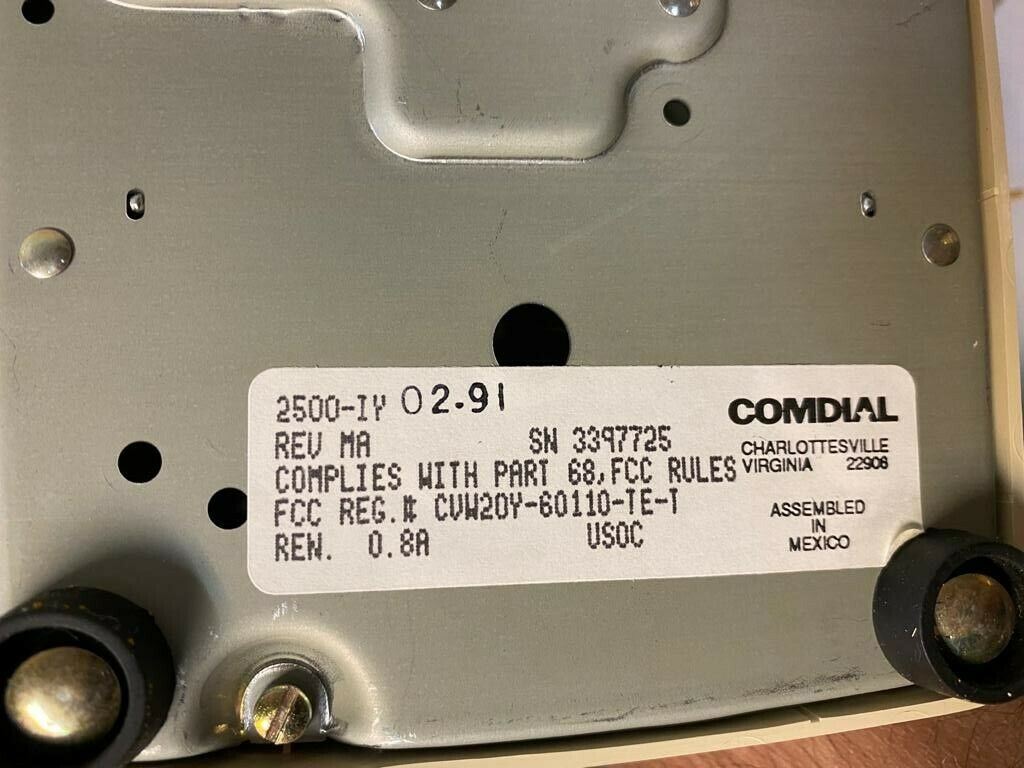 2500-IY 02.91
COMDIAL
REV MA SN 3397725
CHARLOTTESVILLE
VIRGINIA 22906
COMPLIES WITH PART 68, FCC RULES
FCC REG.# CVW20Y-60110-TE-T
ASSEMBLED
IN
MEXICO
REN. 0.8A USOC